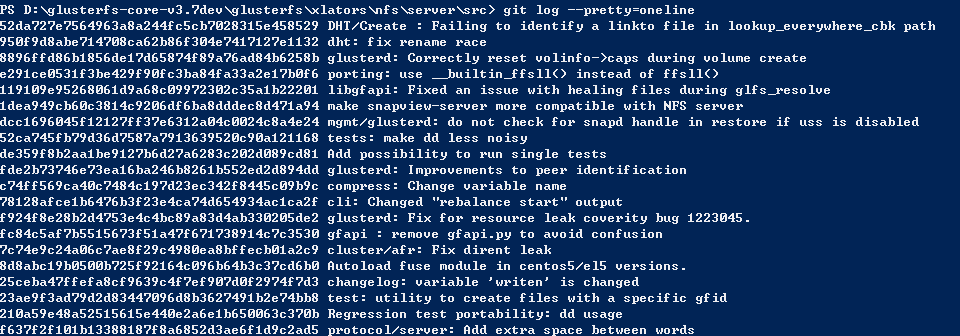 PS D:\glusterfs-core-v3.7dev\glusterfs\xlators\nfs\server\src> git log --pretty=oneline
52da727e7564963a8a244fc5cb7028315e458529 DHT/Create : Failing to identify a linkto file in lookup_everywhere_cbk path
950f9d8abe714708ca62b86f304e7417127e1132 dht: fix rename race
8896ffd86b1856de17d65874f89a76ad84b6258b glusterd: Correctly reset volinfo->caps during volume create
e291ce0531f3be429f90fc3ba84fa33a2e17b0f6 porting: use __builtin_ffsll() instead of ffsll()
119109e95268061d9a68c09972302c35a1b22201 libgfapi: Fixed an issue with healing files during glfs_resolve
1dea949cb60c3814c9206df6ba8dddec8d471a94 make snapview-server more compatible with NFS server
dcc1696045f12127ff37e6312a04c0024c8a4e24 mgmt/glusterd: do not check for snapd handle in restore if uss is disabled
52ca745fb79d36d7587a7913639520c90a121168 tests: make dd less noisy
de359f8b2aa1be9127b6d27a6283c202d089cd81 Add possibility to run single tests
fde2b73746e73ea16ba246b8261b552ed2d894dd glusterd: Improvements to peer identification
c74ff569ca40c7484c197d23ec342f8445c09b9c compress: Change variable name
78128afce1b6476b3f23e4ca74d654934ac1ca2f cli: Changed "rebalance start" output
f924f8e28b2d4753e4c4bc89a83d4ab330205de2 glusterd: Fix for resource leak coverity bug 1223045.
fc84c5af7b5515673f51a47f671738914c7c3530 gfapi : remove gfapi.py to avoid confusion
7c74e9c24a06c7ae8f29c4980ea8bffecb01a2c9 cluster/afr: Fix dirent leak
8d8abc19b0500b725f92164c096b64b3c37cd6b0 Autoload fuse module in centos5/el5 versions.
25ceba47ffefa8cf9639c4f7ef907d0f2974f7d3 changelog: variable 'writen' is changed
23ae9f3ad79d2d83447096d8b3627491b2e74bb8 test: utility to create files with a specific gfid
210a59e48a52515615e440e2a6e1b650063c370b Regression test portability: dd usage
f637f2f101b13388187f8a6852d3ae6f1d9c2ad5 protocol/server: Add extra space between words